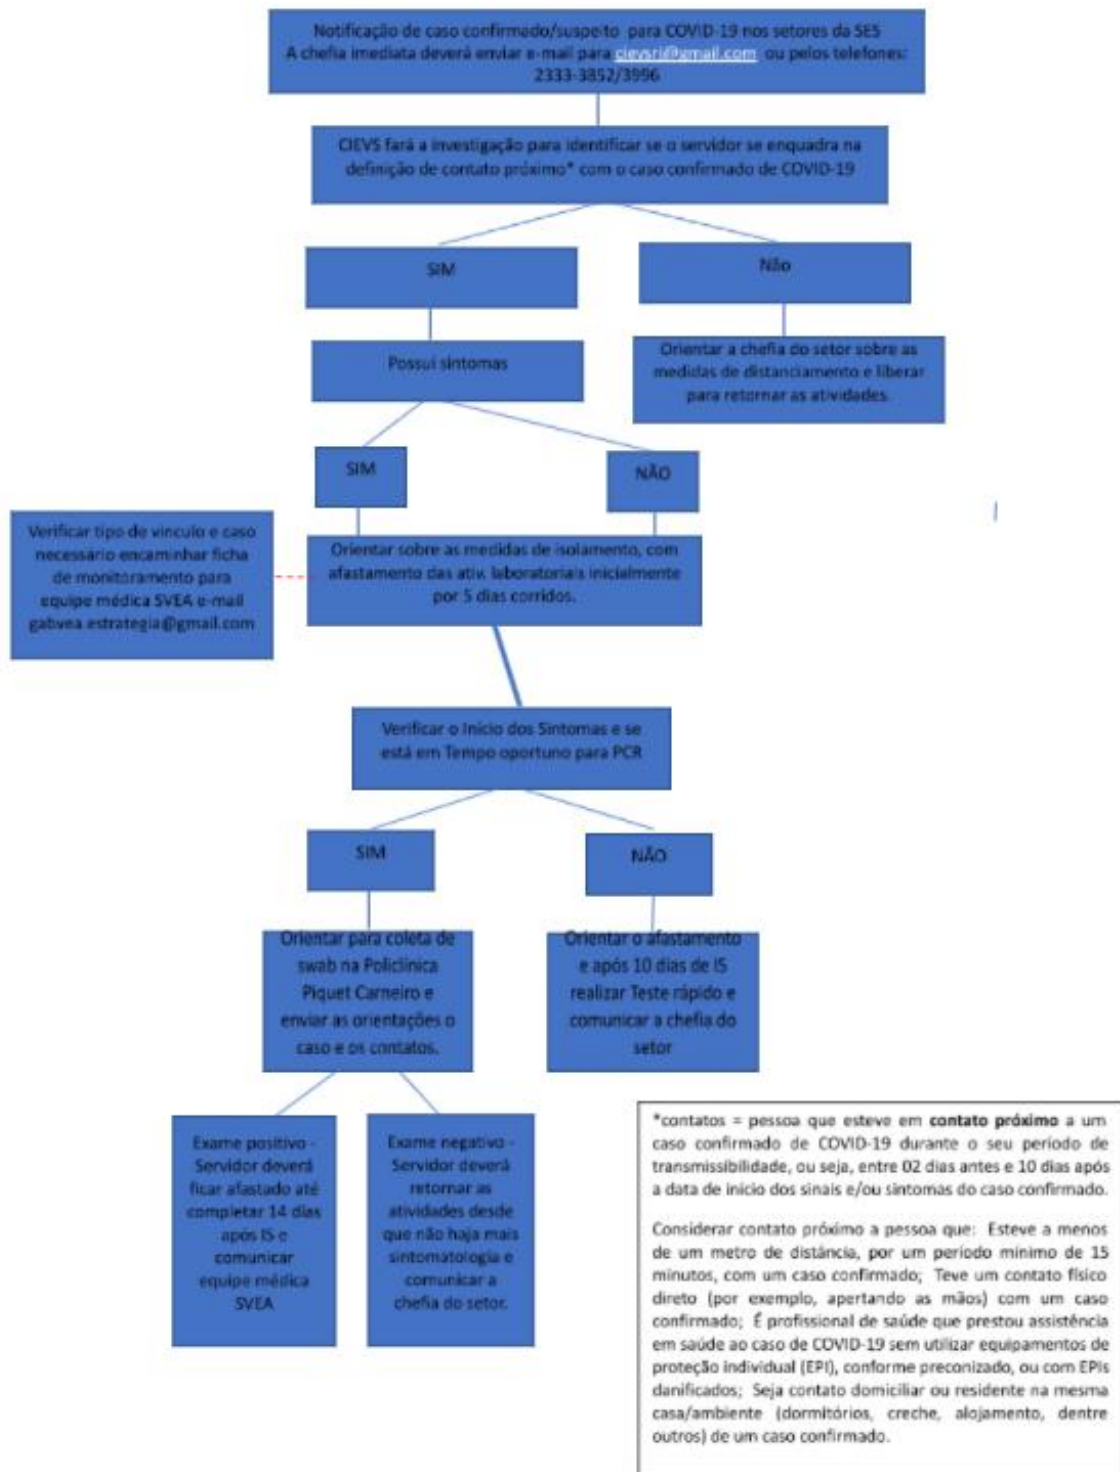 Notificação de caso confirmado/suspeito para COVID-19 nos setores da SES
A chefia imediata deverá enviar e-mail para cievsrj@gmail.com ou pelos telefones:
2333-3852/3996
CIEVS fará a investigação para identificar se o servidor se enquadra na
definição de contato próximo* com o caso confirmado de COVID-19
SIM
Não
Possui sintomas
Orientar a chefia do setor sobre as
medidas de distanciamento e liberar
para retornar as atividades.
SIM
NÃO
Verificar tipo de vinculo e caso
necessario encaminhar ficha
de monitoramento para
equipe médica SVEA e-mail
gabvea.estrategia@gmail.com
Orientar sobre as medidas de isolamento, com
afastamento das ativ. laboratoriais inicialmente
por 5 dias corridos.
Verificar o Início dos Sintomas e se
está em Tempo oportuno para PCR
SIM
NÃO
Orientar para coleta de
swab na Policlínica
Piquet Carneiro e
enviar as orientações o
caso e os contatos.
Orientar o afastamento
e após 10 dias de IS
realizar Teste rápido e
comunicar a chefia do
setor
Exame positivo -
Servidor deverá
ficar afastado até
completar 14 dias
após IS e
comunicar
equipe médica
SVEA
Exame negativo -
Servidor deverá
retornar as
atividades desde
que não haja mais
sintomatologia e
comunicar a
chefia do setor.
*contatos = pessoa que esteve em contato próximo a um
caso confirmado de COVID-19 durante o seu período de
transmissibilidade, ou seja, entre 02 dias antes e 10 dias após
a data de início dos sinais e/ou sintomas do caso confirmado.
Considerar contato próximo a pessoa que: Esteve a menos
de um metro de distância, por um período mínimo de 15
minutos, com um caso confirmado; Teve um contato físico
direto (por exemplo, apertando as mãos) com um caso
confirmado; É profissional de saúde que prestou assistência
em saúde ao caso de COVID-19 sem utilizar equipamentos de
proteção individual (EPI), conforme preconizado, ou com EPIs
danificados; Seja contato domiciliar ou residente na mesma
casa/ambiente (dormitórios, creche, alojamento, dentre
outros) de um caso confirmado.